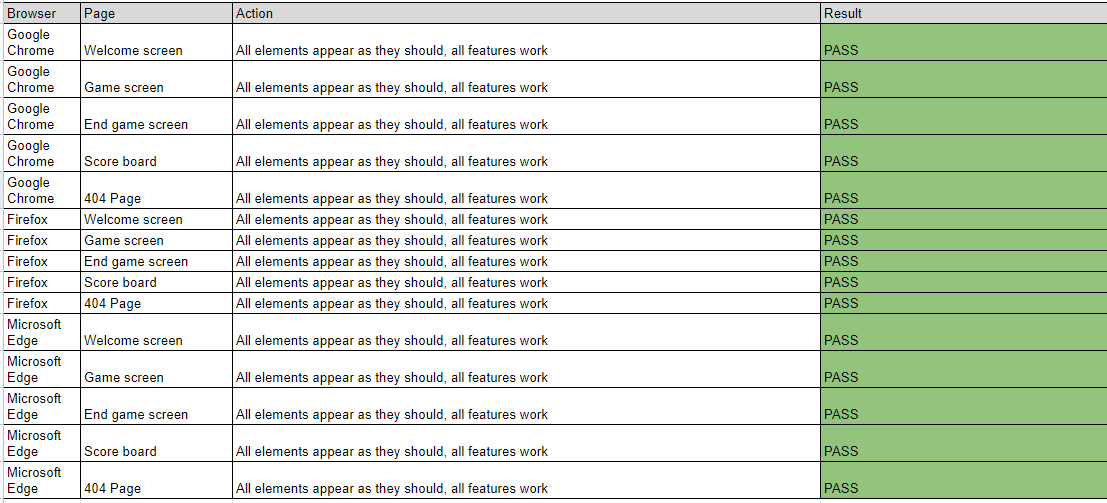 Browser Page Action Result
Google
Chrome Welcome screen All elements appear as they should, all features work PASS
Google
Chrome Game screen All elements appear as they should, all features work PASS
Google
Chrome End game screen All elements appear as they should, all features work PASS
Google
Chrome Score board All elements appear as they should, all features work PASS
Google
Chrome 404 Page All elements appear as they should, all features work PASS
Firefox Welcome screen All elements appear as they should, all features work PASS
Firefox Game screen All elements appear as they should, all features work PASS
Firefox End game screen All elements appear as they should, all features work PASS
Firefox Score board All elements appear as they should, all features work PASS
Firefox 404 Page All elements appear as they should, all features work PASS
Microsoft
Edge Welcome screen All elements appear as they should, all features work PASS
Microsoft
Edge Game screen All elements appear as they should, all features work PASS
Microsoft
Edge End game screen All elements appear as they should, all features work PASS
Microsoft
Edge Score board All elements appear as they should, all features work PASS
Microsoft
Edge 404 Page All elements appear as they should, all features work PASS